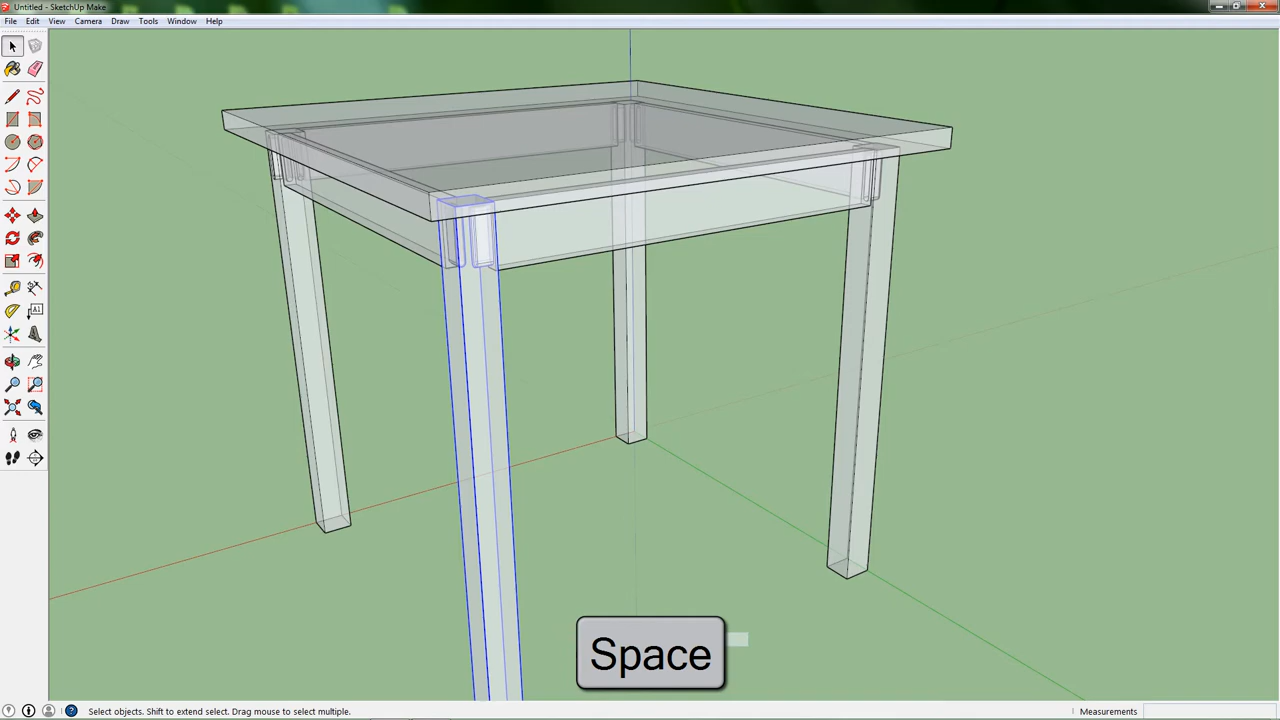 Untitled - SketchUp Make
File Edit View Camera Draw Tools Window Help
A1
Space
Select objects. Shift to extend select. Drag mouse to select multiple.
Measurements